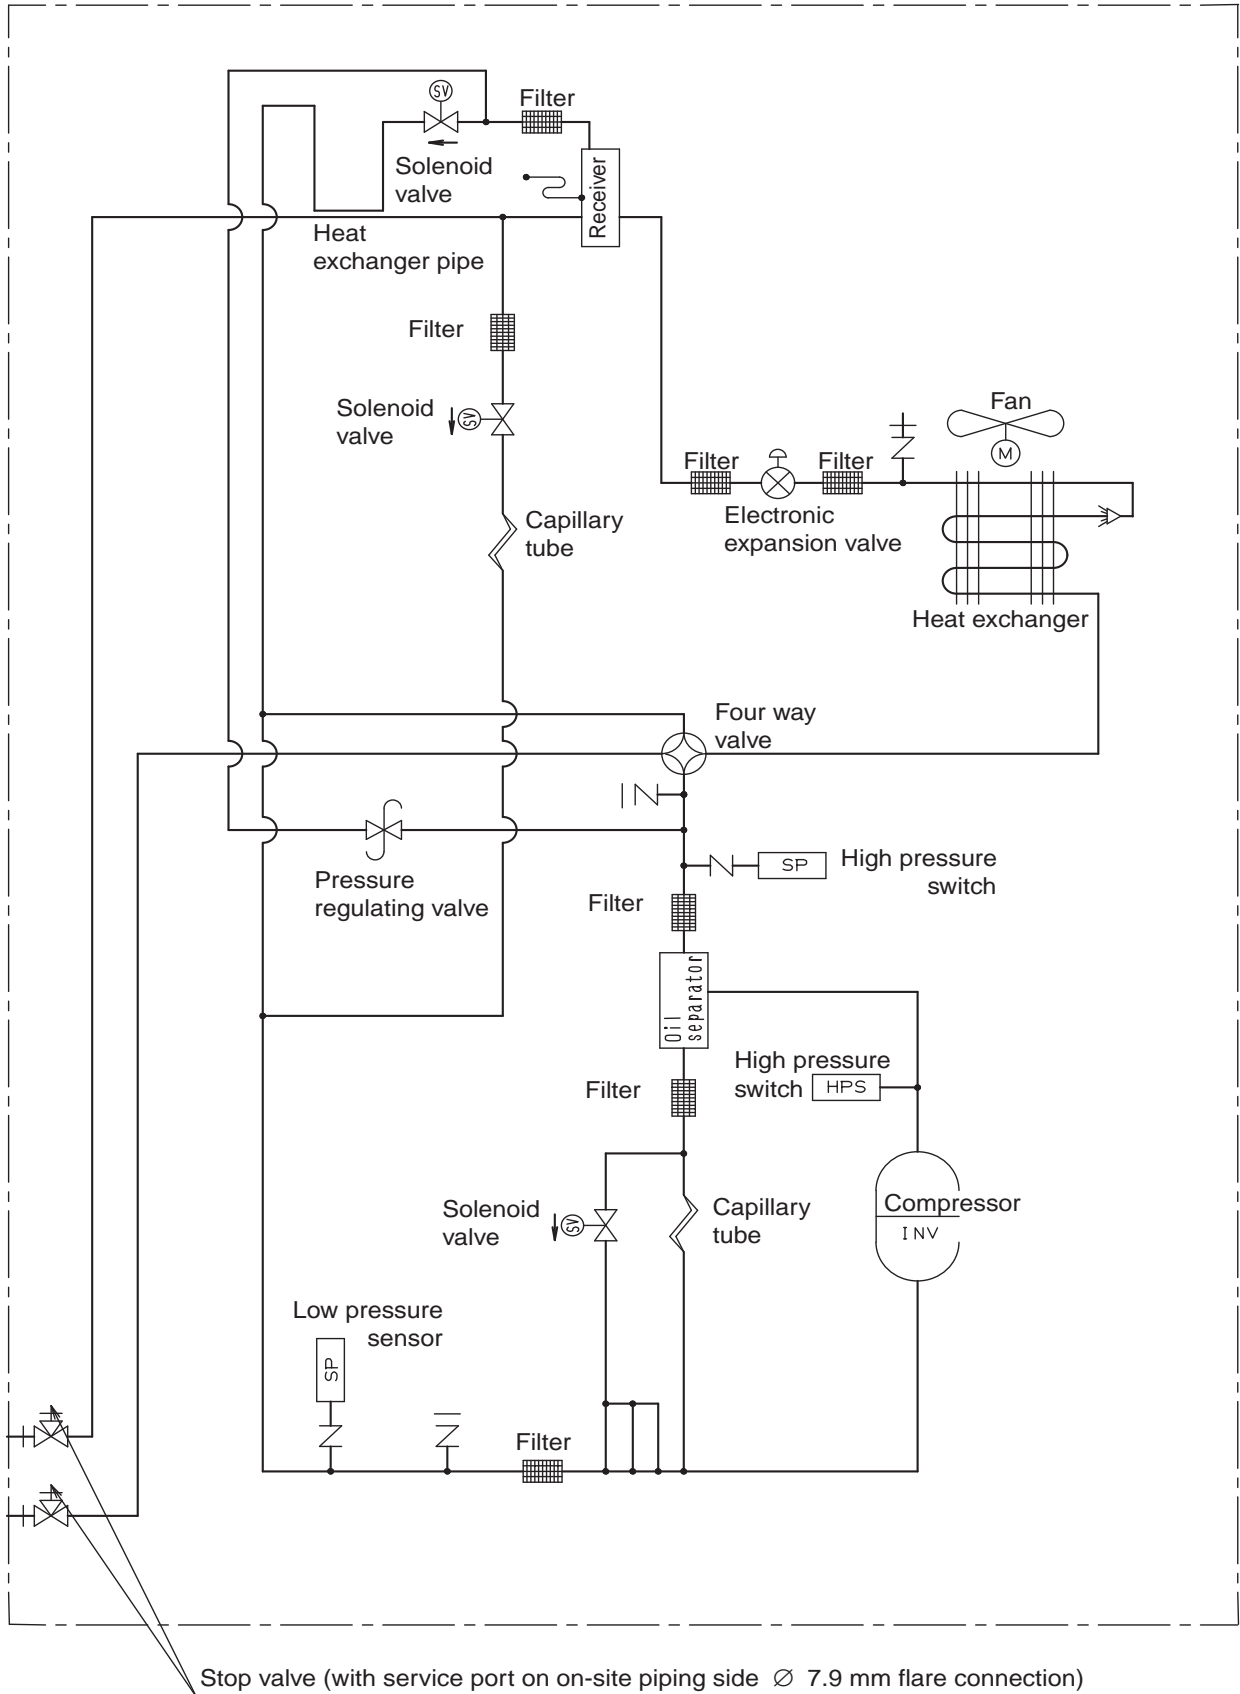 SV
Filter
Solenoid
valve
Receiver
Heat
exchanger pipe
Filter
Solenoid
valve
SV
Fan
M
Filter
Filter
Electronic
expansion valve
Capillary
tube
Heat exchanger
Four way
valve
Pressure
regulating valve
SP
High pressure
switch
Filter
Oil
separator
High pressure
switch
HPS
Filter
Solenoid
valve
SV
Capillary
tube
Compressor
INV
Low pressure
sensor
SP
Filter
Stop valve (with service port on on-site piping side ∅ 7.9 mm flare connection)